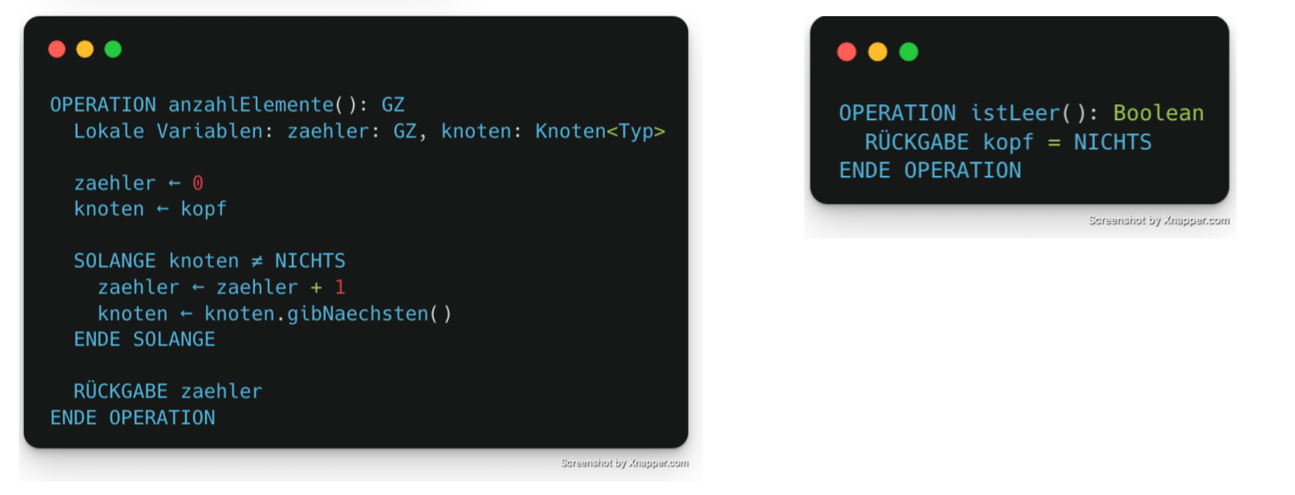 OPERATION anzahlElemente(): GZ
Lokale Variablen: zaehler: GZ, knoten: Knoten<Typ>
zaehler ← 0
knoten ← kopf
SOLANGE knoten ≠ NICHTS
zaehler ← zaehler + 1
knoten ← knoten.gibNaechsten()
ENDE SOLANGE
RÜCKGABE zaehler
ENDE OPERATION
Screenshot by Xnapper.com
OPERATION istLeer(): Boolean
RÜCKGABE kopf = NICHTS
ENDE OPERATION
Screenshot by Xnapper.com